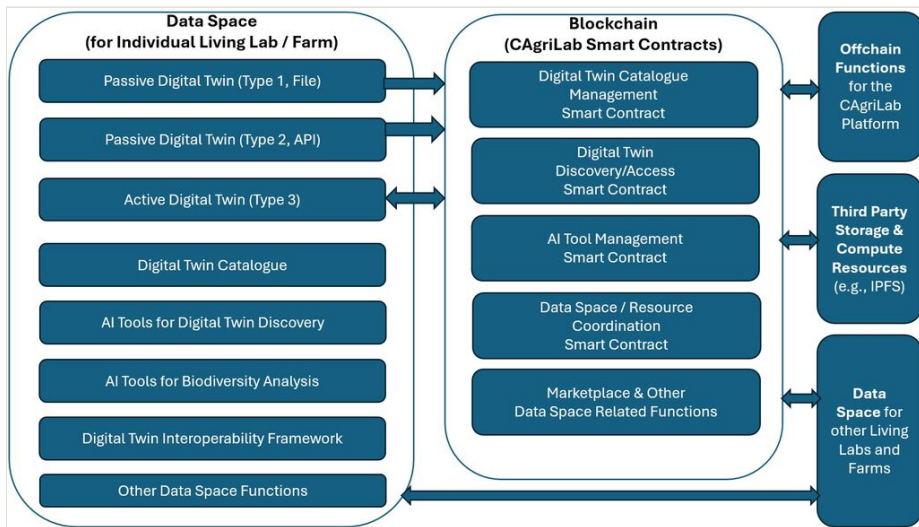 Data Space
(for Individual Living Lab / Farm)
Passive Digital Twin (Type 1, File)
Passive Digital Twin (Type 2, API)
Active Digital Twin (Type 3)
Digital Twin Catalogue
AI Tools for Digital Twin Discovery
AI Tools for Biodiversity Analysis
Digital Twin Interoperability Framework
Other Data Space Functions
Blockchain
(CAgriLab Smart Contracts)
Digital Twin Catalogue
Management
Smart Contract
Digital Twin
Discovery/Access
Smart Contract
AI Tool Management
Smart Contract
Data Space / Resource
Coordination
Smart Contract
Marketplace & Other
Data Space Related Functions
Offchain
Functions
for the
CAgriLab
Platform
Third Party
Storage &
Compute
Resources
(e.g., IPFS)
Data
Space for
other Living
Labs and
Farms